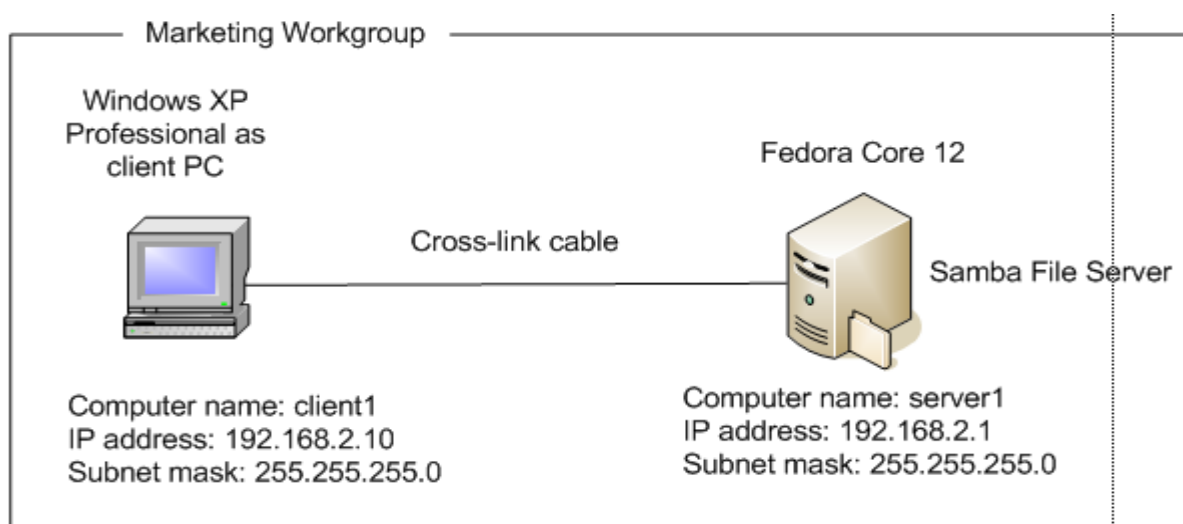 Marketing Workgroup
Windows XP
Professional as
client PC
Fedora Core 12
Cross-link cable
Samba File Server
Computer name: client1
IP address: 192.168.2.10
Subnet mask: 255.255.255.0
Computer name: server1
IP address: 192.168.2.1
Subnet mask: 255.255.255.0